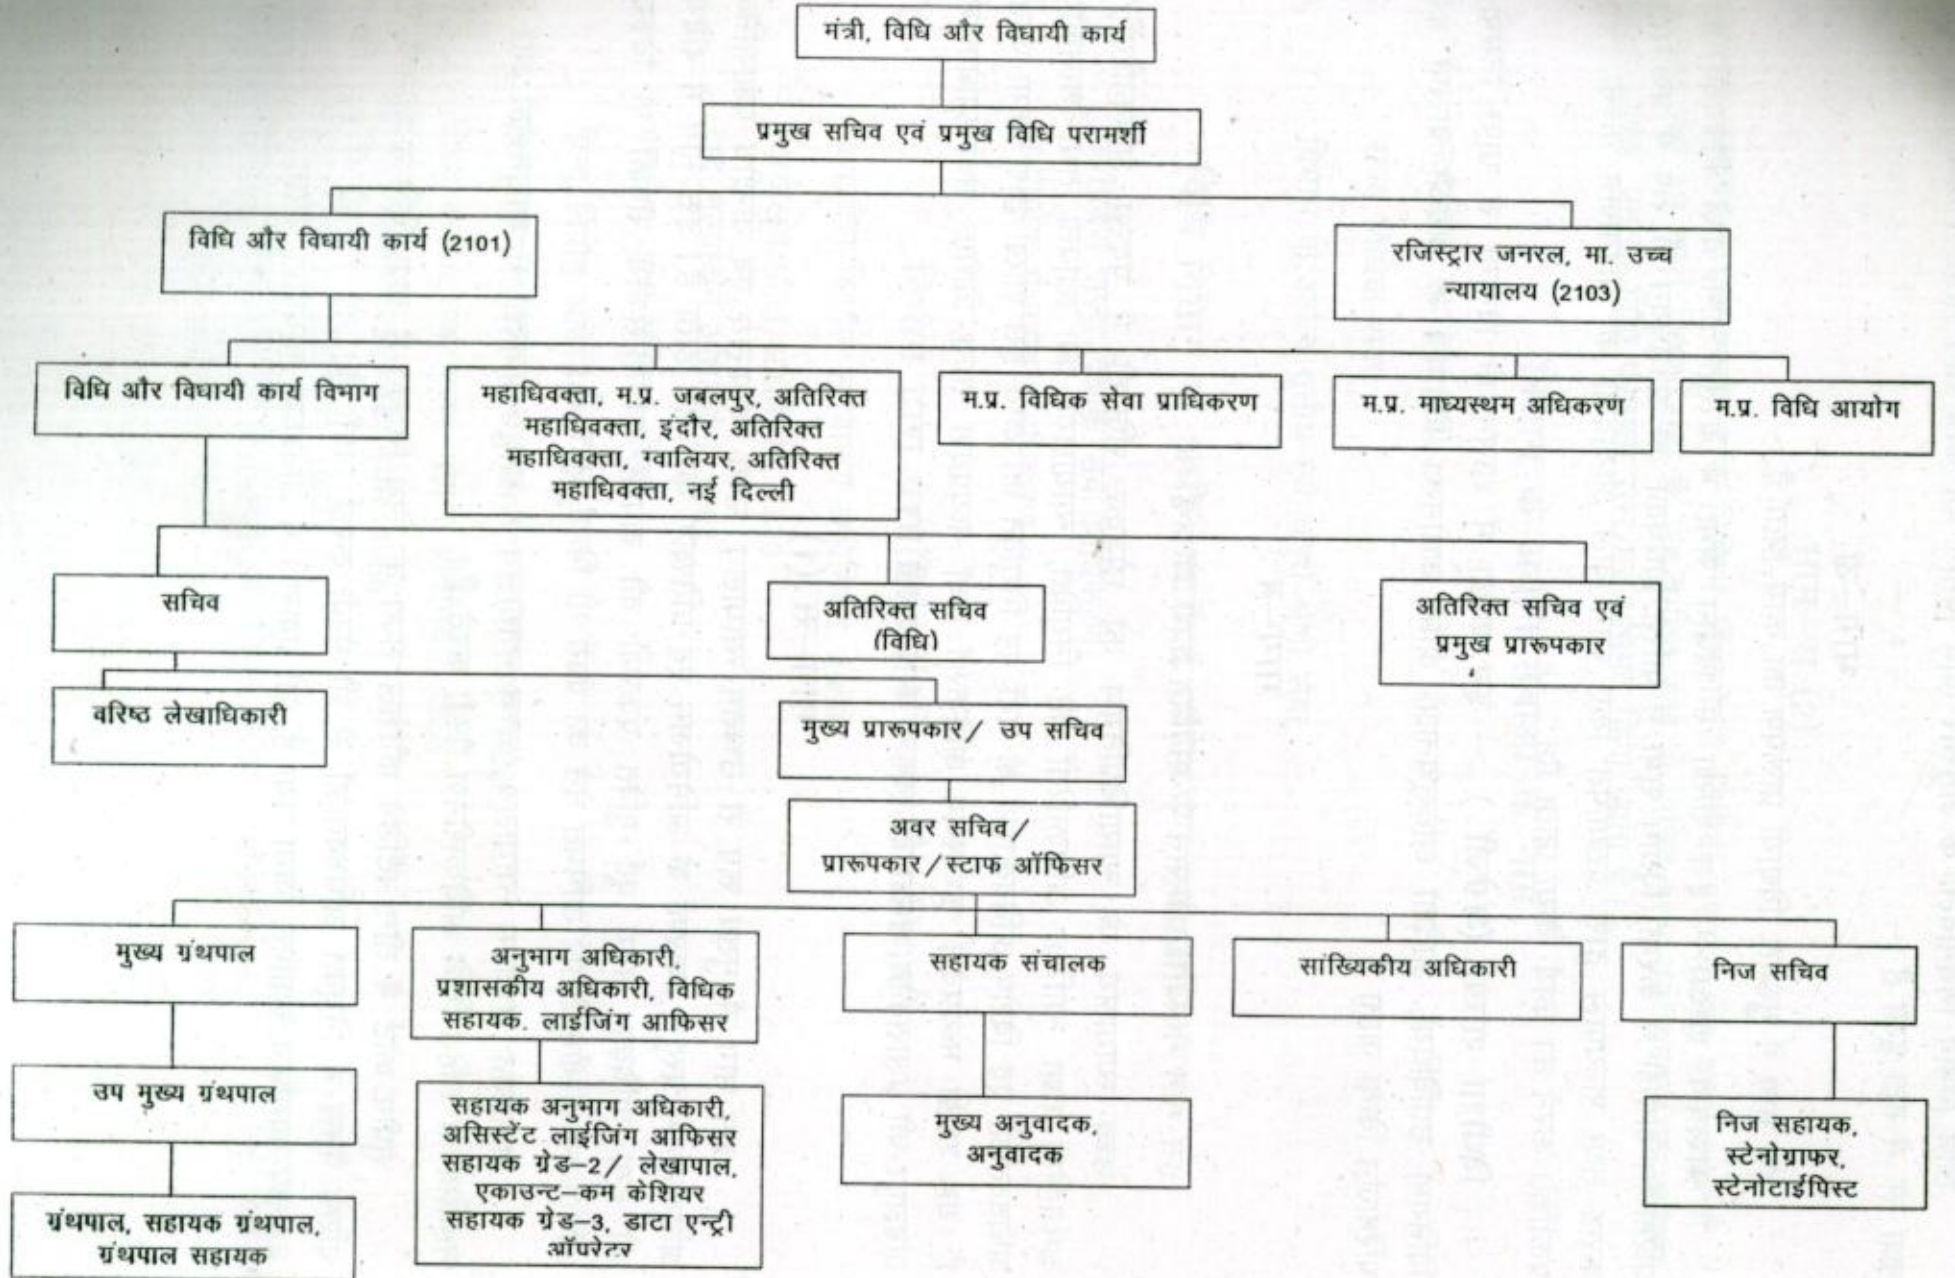 मंत्री, विधि और विधायी कार्य
प्रमुख सचिव एवं प्रमुख विधि परामर्शी
विधि और विधायी कार्य (2101)
रजिस्ट्रार जनरल, मा. उच्च
न्यायालय (2103)
विधि और विधायी कार्य विभाग
महाधिवक्ता, म.प्र. जबलपुर, अतिरिक्त
महाधिवक्ता, इंदौर, अतिरिक्त
महाधिवक्ता, ग्वालियर, अतिरिक्त
महाधिवक्ता, नई दिल्ली
म.प्र. विधिक सेवा प्राधिकरण
म.प्र. माध्यस्थम अधिकरण
म.प्र. विधि आयोग
सचिव
अतिरिक्त सचिव
(विधि)
अतिरिक्त सचिव एवं
प्रमुख प्रारूपकार
वरिष्ठ लेखाधिकारी
मुख्य प्रारूपकार/ उप सचिव
अवर सचिव/
प्रारूपकार/स्टाफ ऑफिसर
मुख्य ग्रंथपाल
अनुभाग अधिकारी,
प्रशासकीय अधिकारी, विधिक
सहायक. लाईजिंग आफिसर
सहायक संचालक
सांख्यिकीय अधिकारी
निज सचिव
उप मुख्य ग्रंथपाल
सहायक अनुभाग अधिकारी,
असिस्टेंट लाईजिंग आफिसर
सहायक ग्रेड-2/ लेखापाल,
एकाउन्ट-कम केशियर
सहायक ग्रेड-3, डाटा एन्ट्री
ऑपरेटर
मुख्य अनुवादक,
अनुवादक
निज सहायक,
स्टेनोग्राफर,
स्टेनोटाईपिस्ट
ग्रंथपाल, सहायक ग्रंथपाल,
ग्रंथपाल सहायक